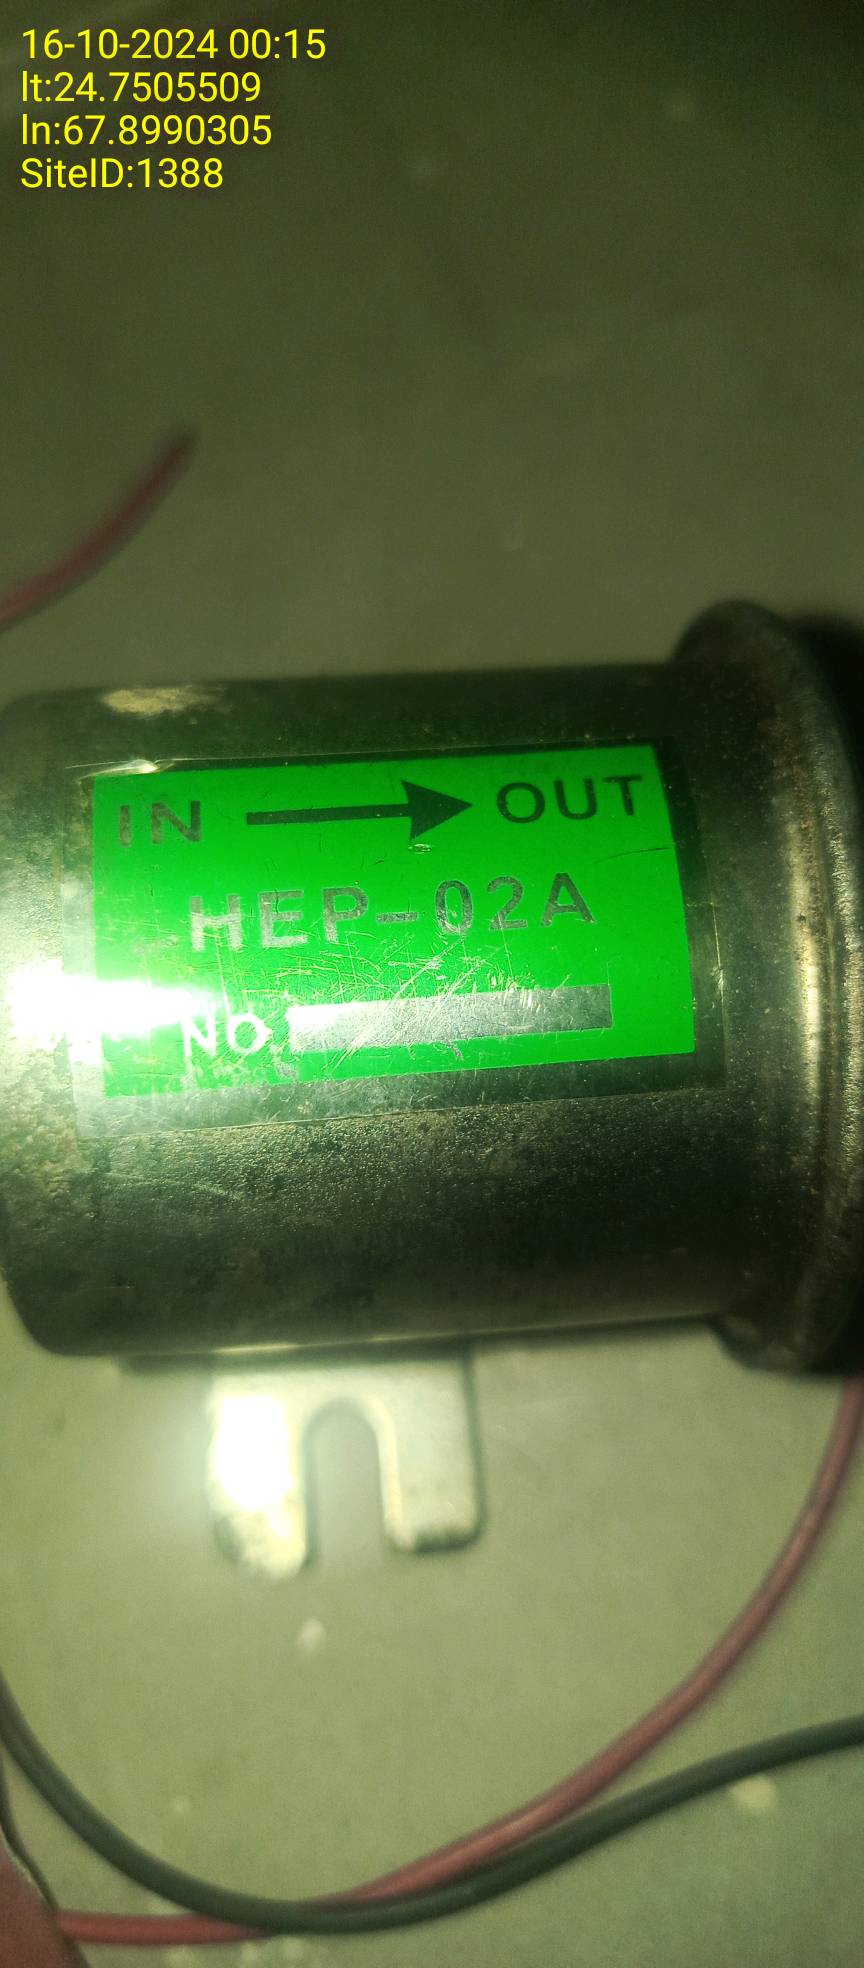 16-10-2024 00:15
lt:24.7505509
ln:67.8990305
SiteID:1388
IN OUT
HEP-02A
NO.